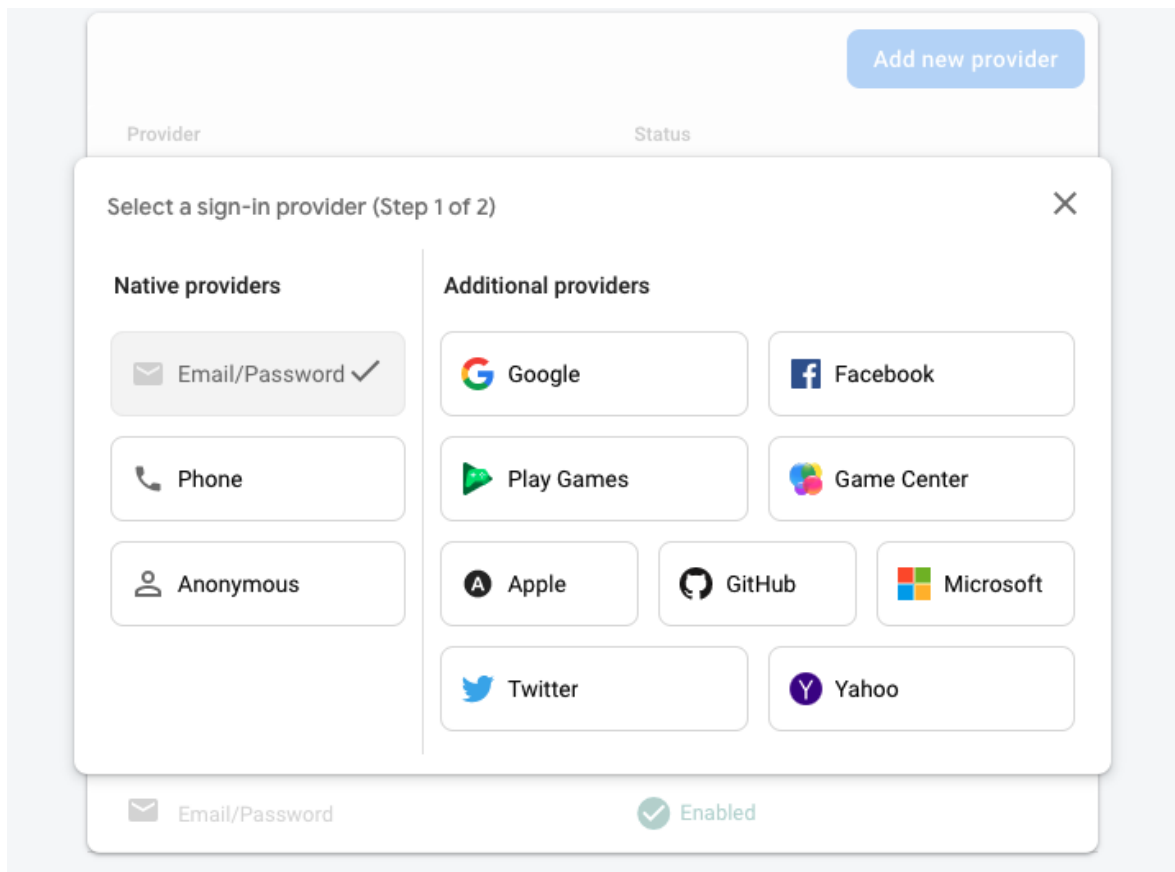 Add new provider
Provider Status
Select a sign-in provider (Step 1 of 2)
Native providers
Email/Password
Phone
Anonymous
Additional providers
Google
Facebook
Play Games
Game Center
Apple
GitHub
Microsoft
Twitter
Yahoo
Email/Password Enabled